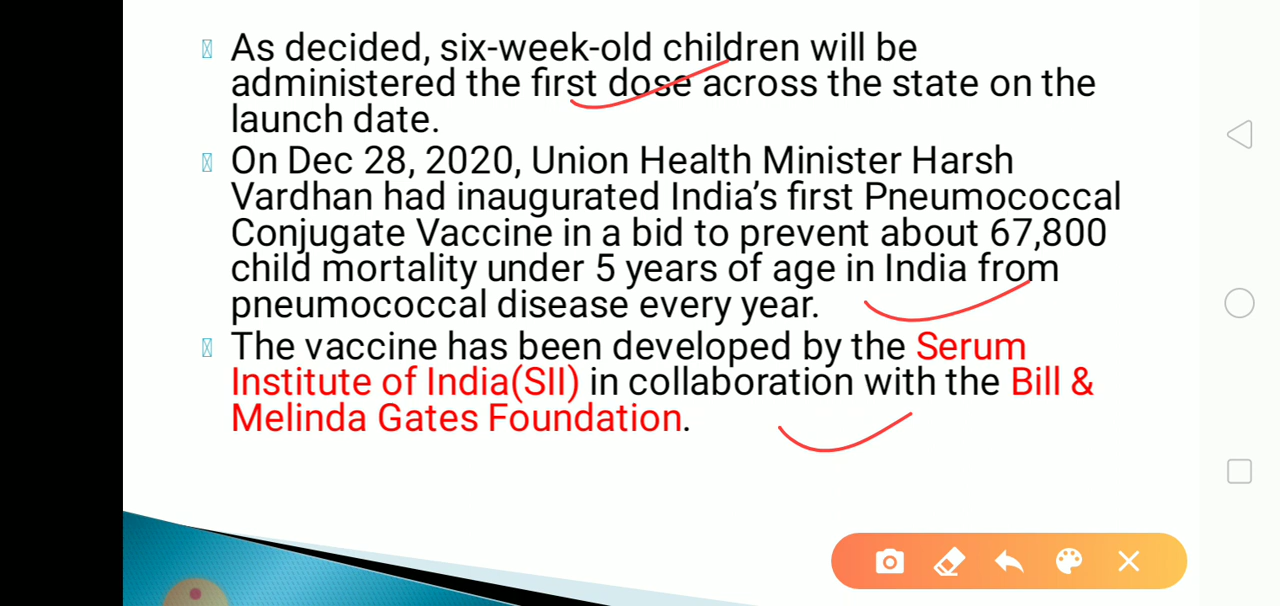 As decided, six-week-old children will be
administered the first dose across the state on the
launch date.
On Dec 28, 2020, Union Health Minister Harsh
Vardhan had inaugurated India’s first Pneumococcal
Conjugate Vaccine in a bid to prevent about 67,800
child mortality under 5 years of age in India from
pneumococcal disease every year.
The vaccine has been developed by the Serum
Institute of India(SII) in collaboration with the Bill &
Melinda Gates Foundation.